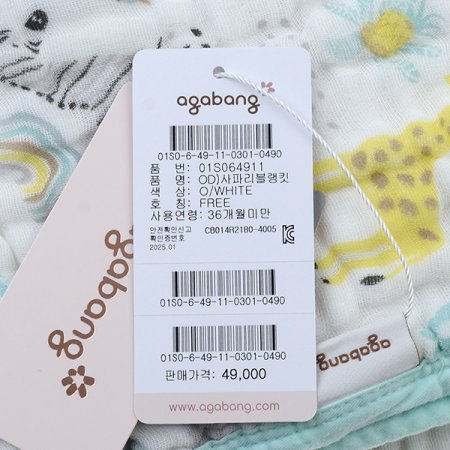 agabang
01S0-6-49-11-0301-0490
품 번: 01S064911
품 명: OD)사파리블랭킷
색 상: O/WHITE
호 칭: FREE
사용연령: 36개월미만
안전확인신고
확인증번호 CB014R2180-4005
2025.01
01S0-6-49-11-0301-0490
01S0-6-49-11-0301-0490
판매가격: 49,000
www.agabang.com
agabang
agabang